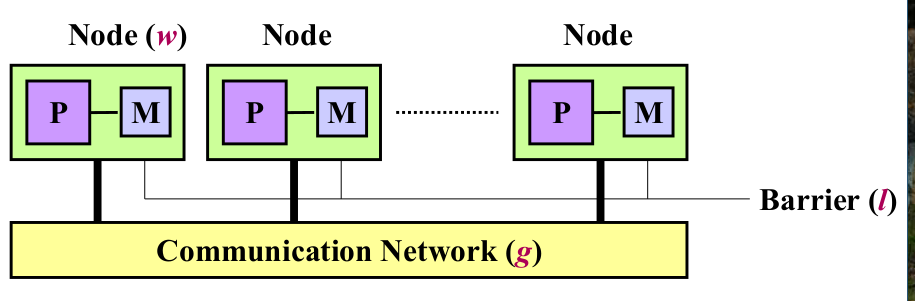 Node (w) Node Node
P M P M P M
Barrier (l)
Communication Network (g)